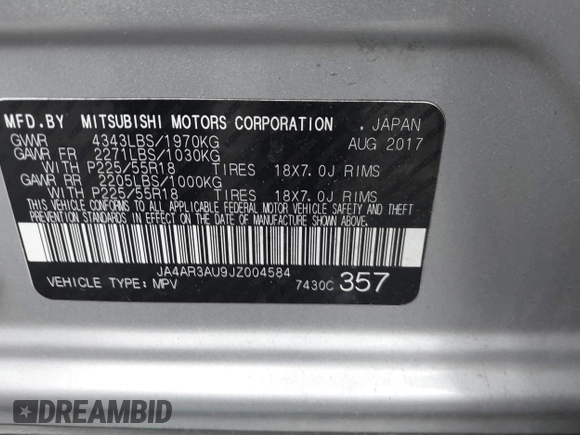 MFD.BY MITSUBISHI MOTORS CORPORATION . JAPAN
GVWR 4343LBS/1970KG AUG 2017
GAWR FR 2271LBS/1030KG
WITH P225/55R18 TIRES 18X7.0J RIMS
GAWR RR 2205LBS/1000KG
WITH P225/55R18 TIRES 18X7.0J RIMS
THIS VEHICLE CONFORMS TO ALL APPLICABLE FEDERAL MOTOR VEHICLE SAFETY AND THEFT
PREVENTION STANDARDS IN EFFECT ON THE DATE OF MANUFACTURE SHOWN ABOVE.
JA4AR3AU9JZ004584
VEHICLE TYPE: MPV 7430C 357
DREAMBID